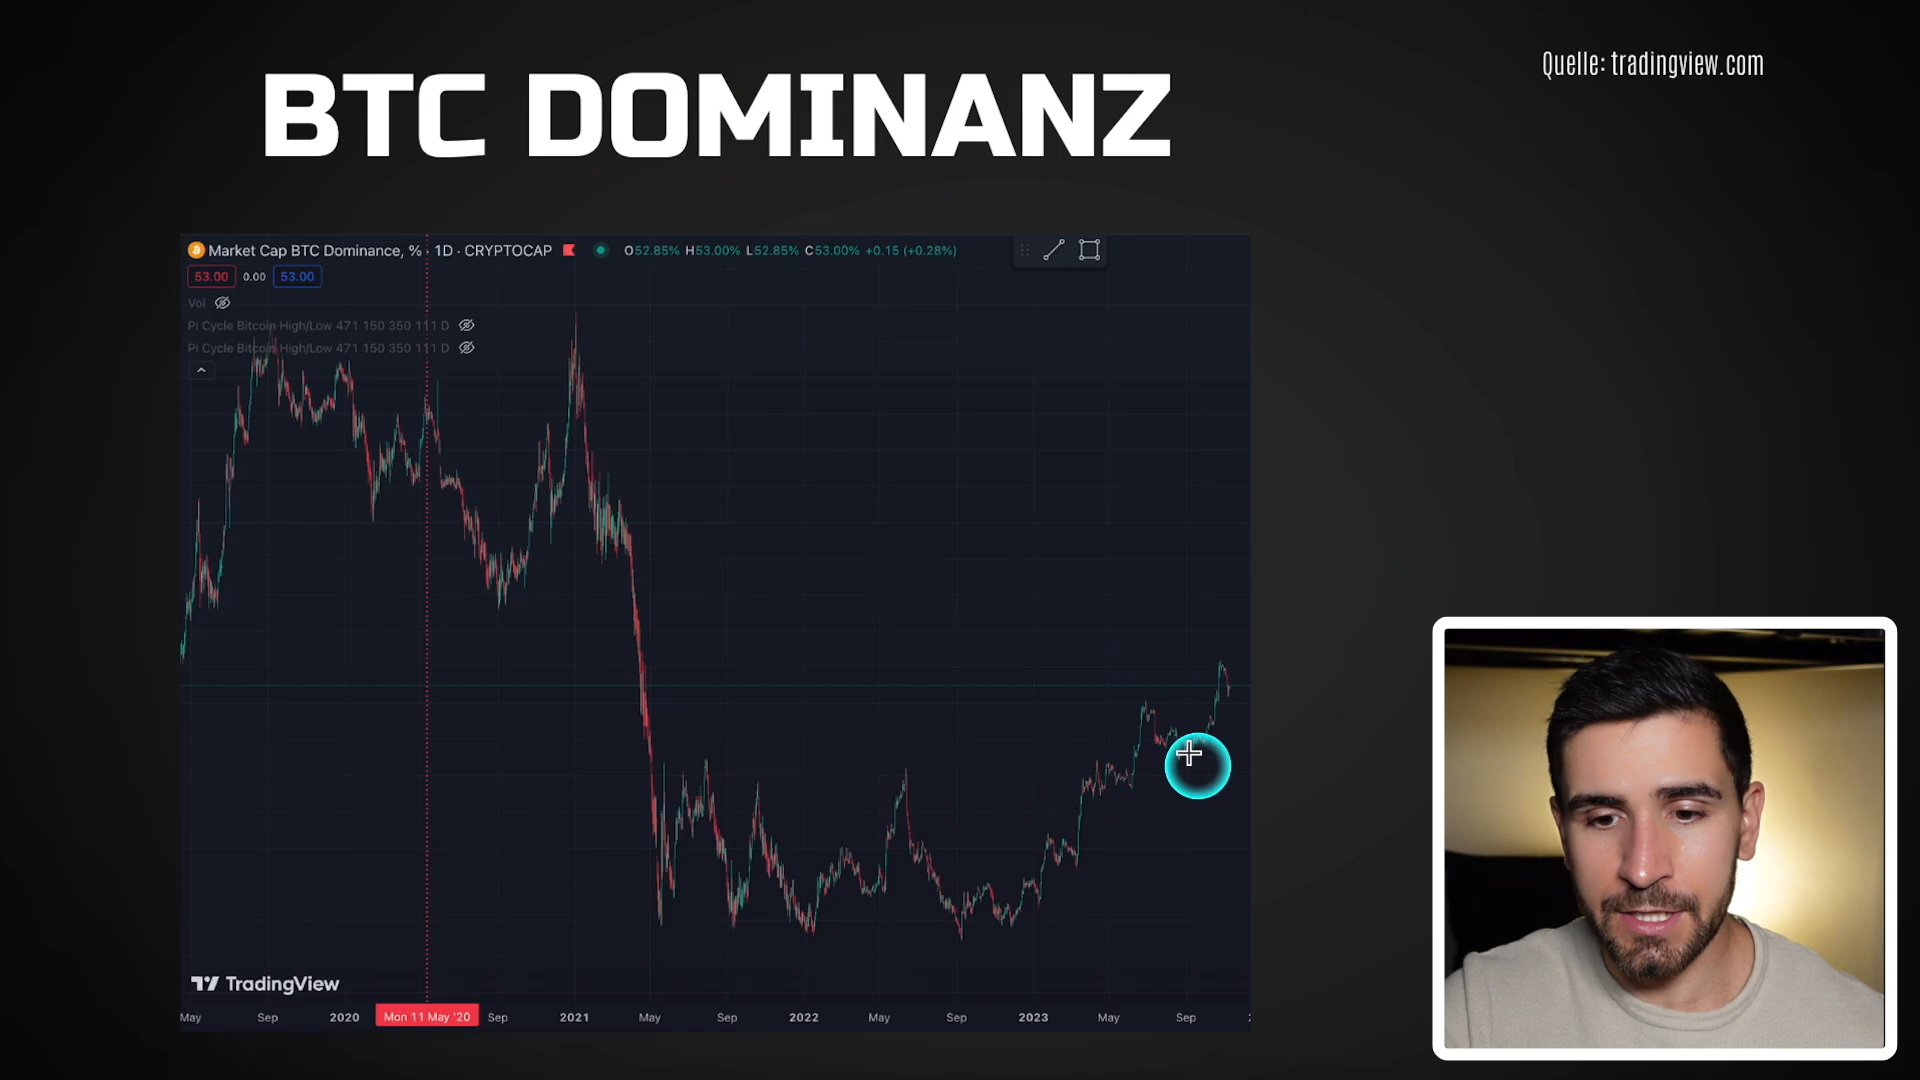 BTC DOMINANZ
Quelle: tradingview.com
Market Cap BTC Dominance, % · 1D · CRYPTOCAP O52.85% H53.00% L52.85% C53.00% +0.15 (+0.28%)
53.00 0.00 53.00
Vol
Pi Cycle Bitcoin High/Low 471 150 350 111 D
Pi Cycle Bitcoin High/Low 471 150 350 111 D
TradingView
May Sep 2020 Mon 11 May '20 Sep 2021 May Sep 2022 May Sep 2023 May Sep